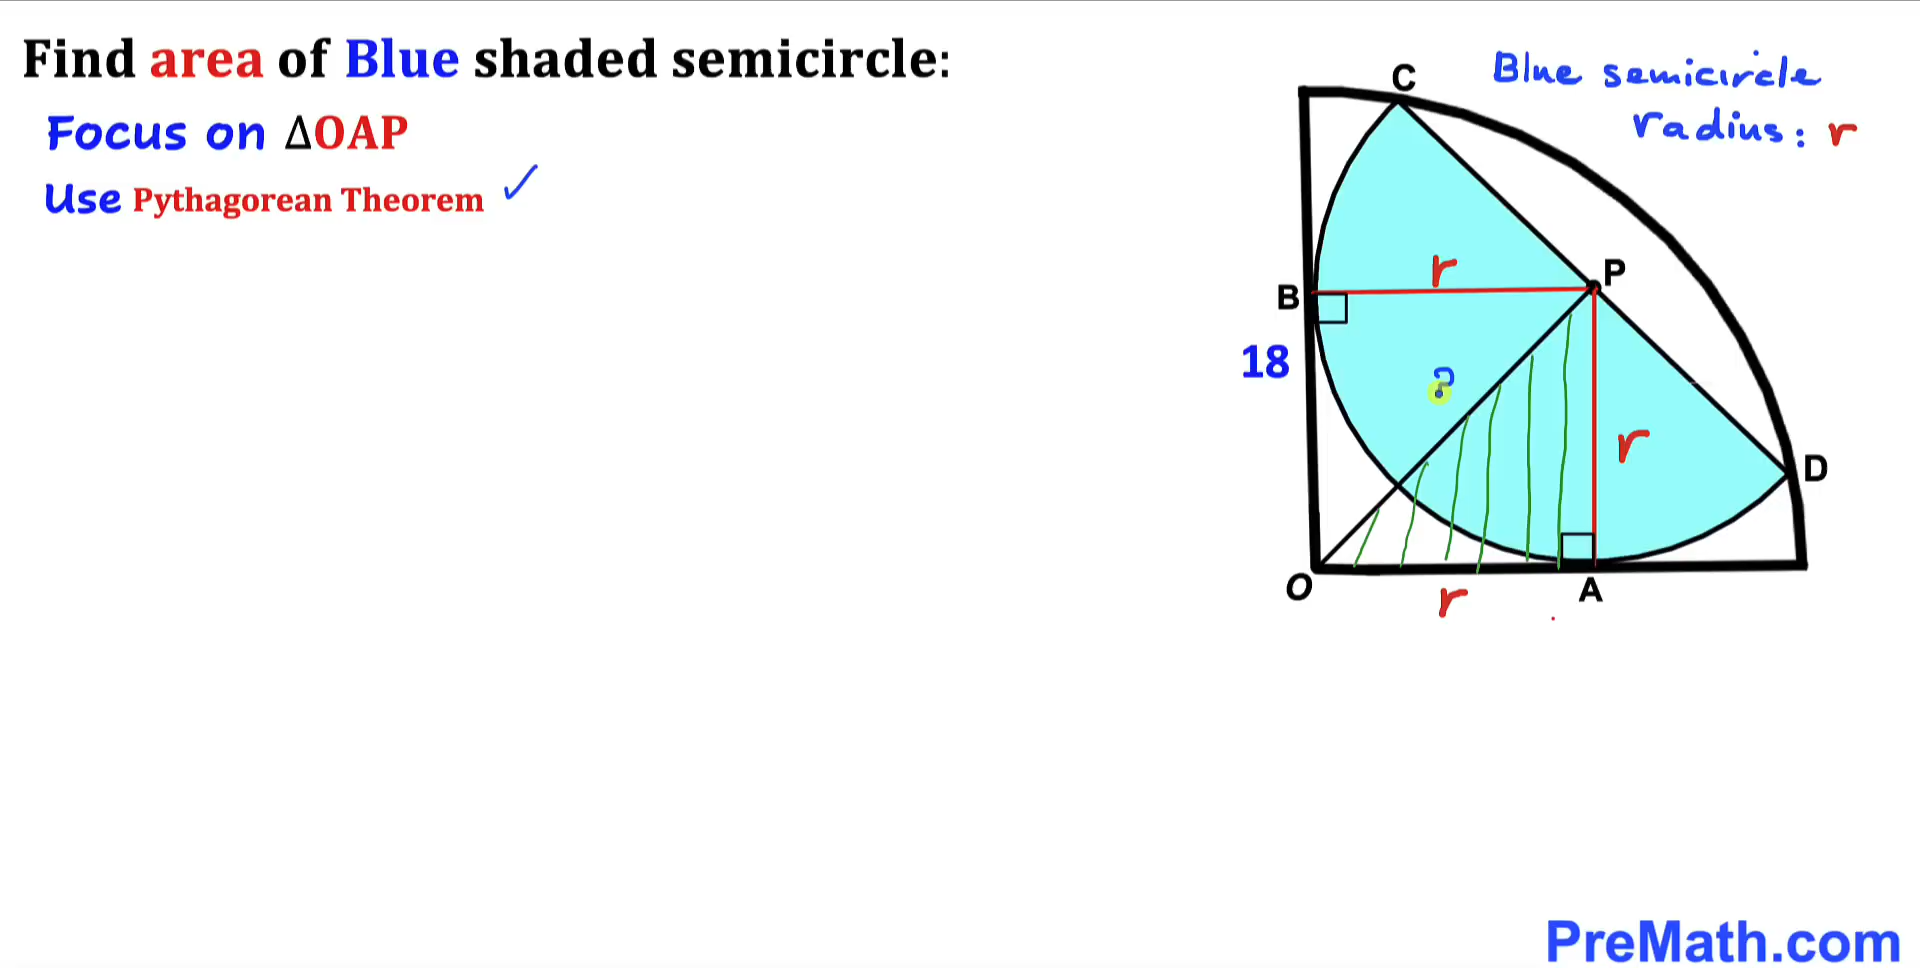 Find area of Blue shaded semicircle:
Focus on ΔOAP
Use Pythagorean Theorem ✓
C
Blue semicircle
radius: r
r
P
B
18
?
r
D
O
r
A
PreMath.com